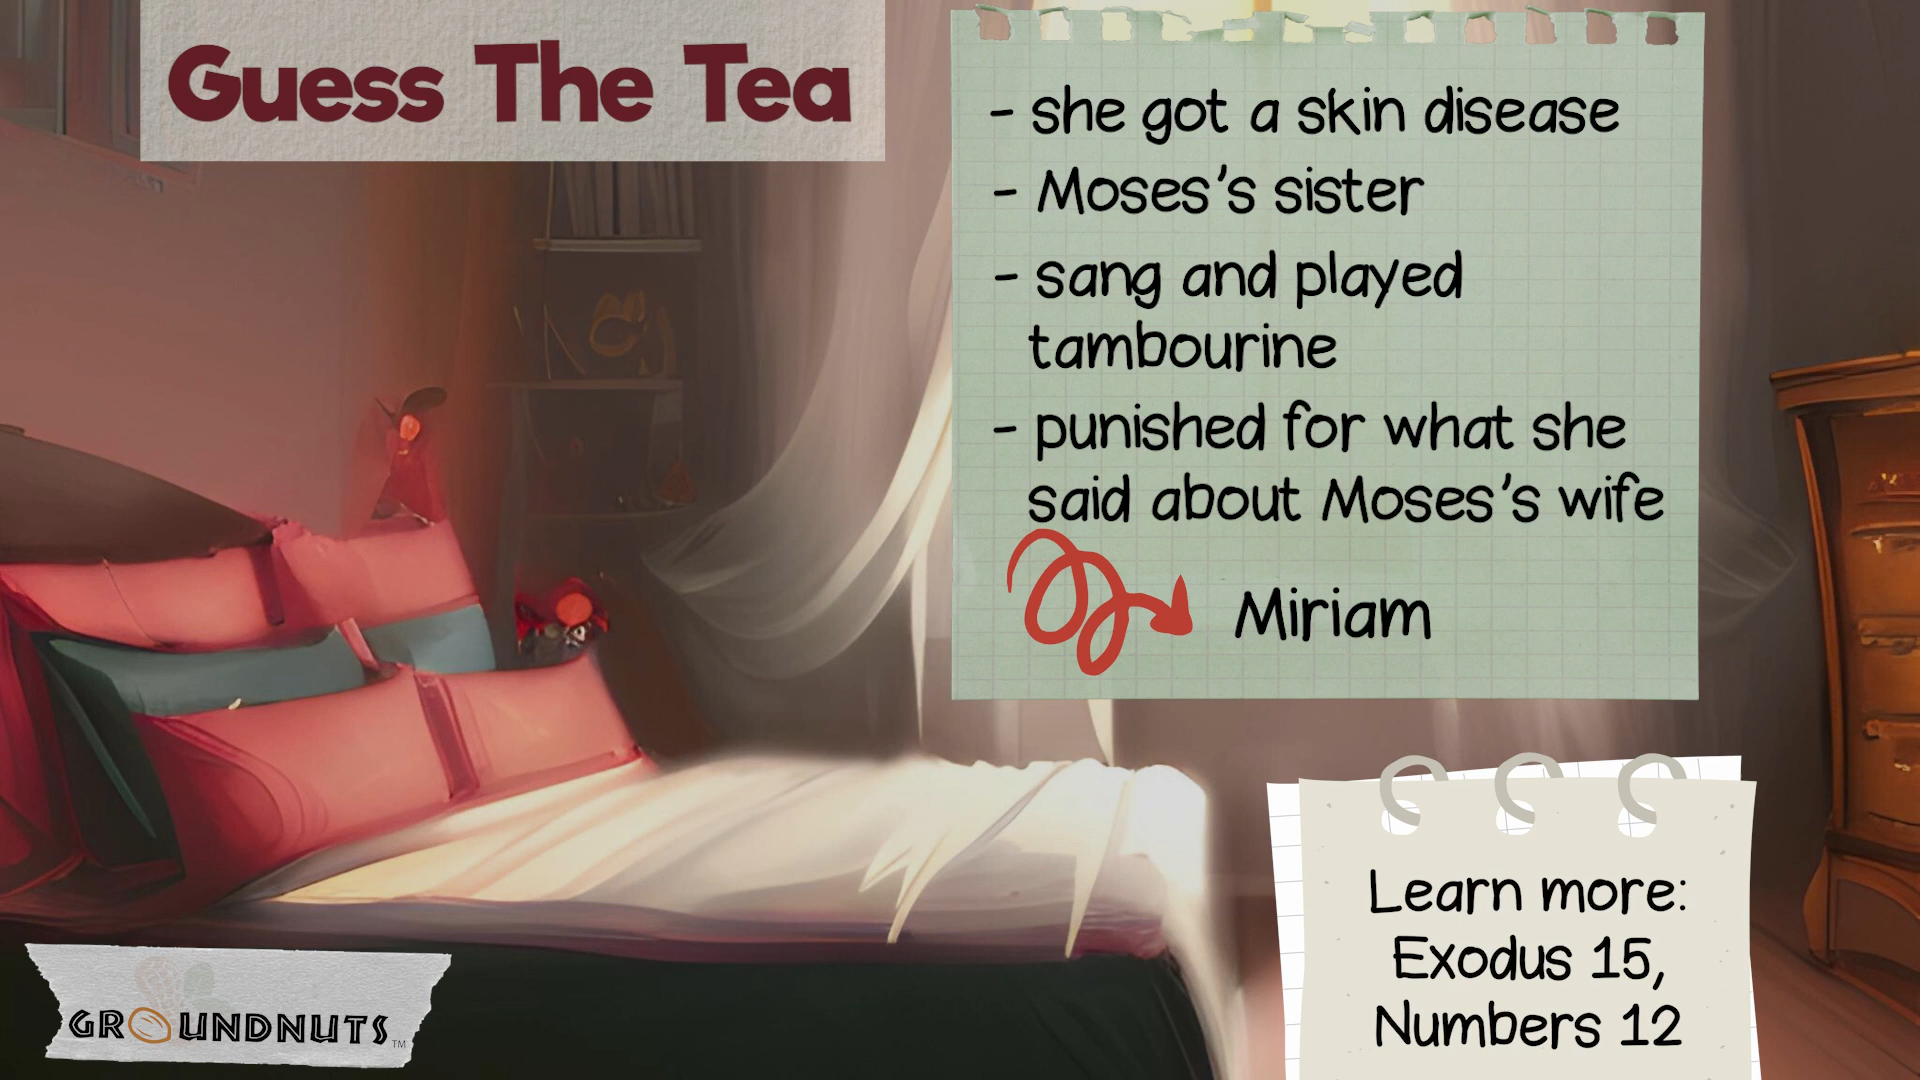 Guess The Tea
- she got a skin disease
- Moses's sister
- sang and played
tambourine
- punished for what she
said about Moses's wife
Miriam
Learn more:
Exodus 15,
Numbers 12
GROUNDNUTS TM